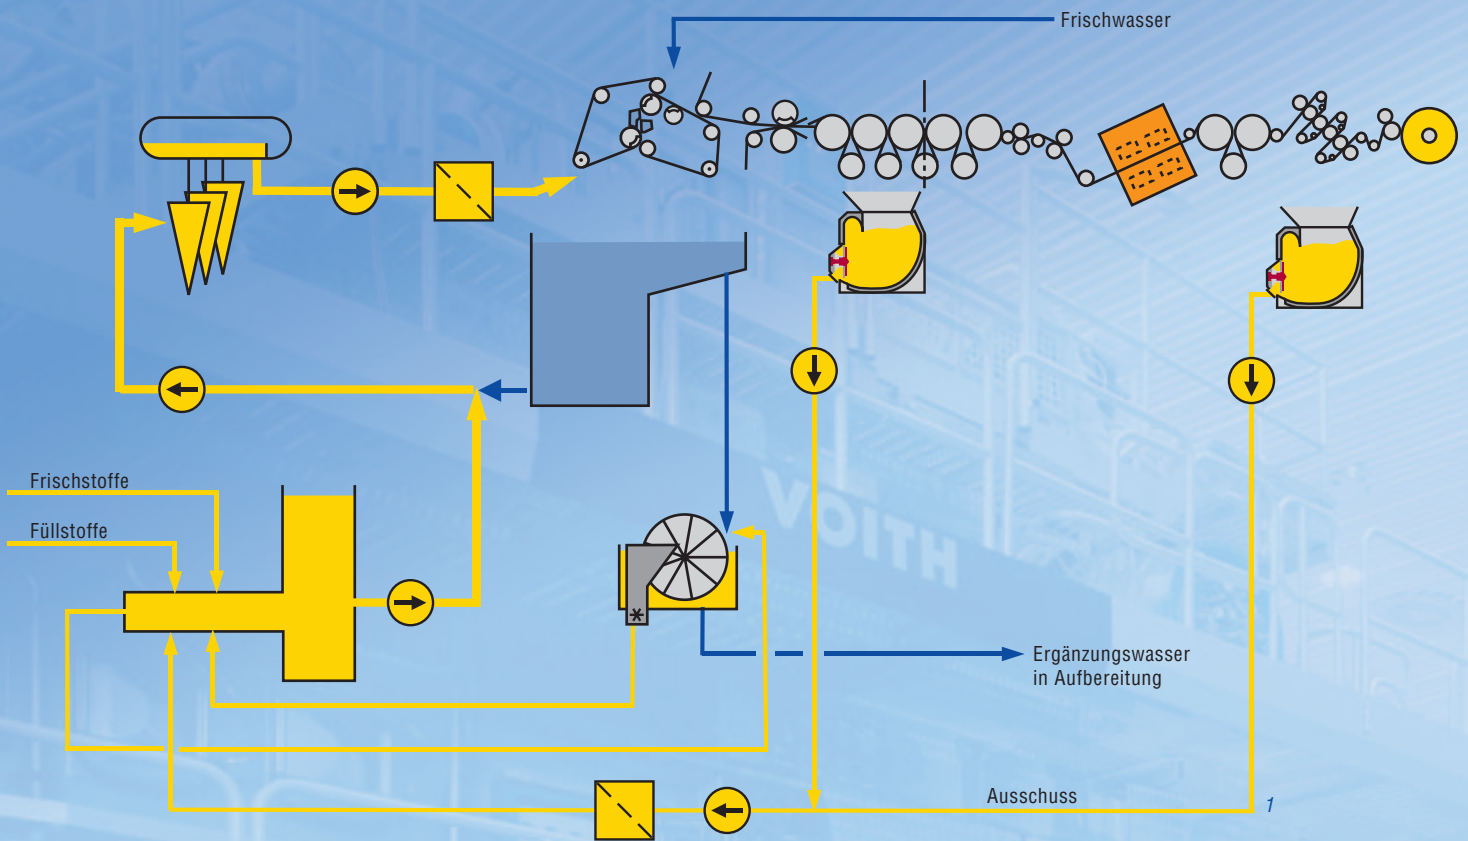 Frischwasser
Frischstoffe
Füllstoffe
VOITH
Ergänzungswasser
in Aufbereitung
Ausschuss
1